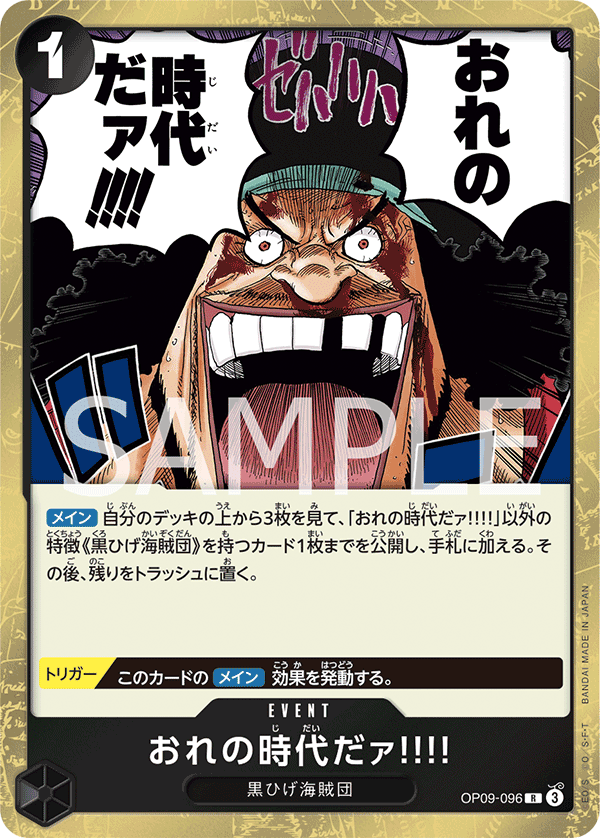 DELITESLISTMER
1
おれの
時代
だァ!!!!
ゼハハハ
SAMPLE
メイン 自分のデッキの上から3枚を見て、「おれの時代だァ!!!!」以外の
特徴《黒ひげ海賊団》を持つカード1枚までを公開し、手札に加える。そ
の後、残りをトラッシュに置く。
トリガー このカードの メイン 効果を発動する。
EVENT
おれの時代だァ!!!!
黒ひげ海賊団
OP09-096 R 3
©E.O./S. ©O./S・F・T BANDAI MADE IN JAPAN